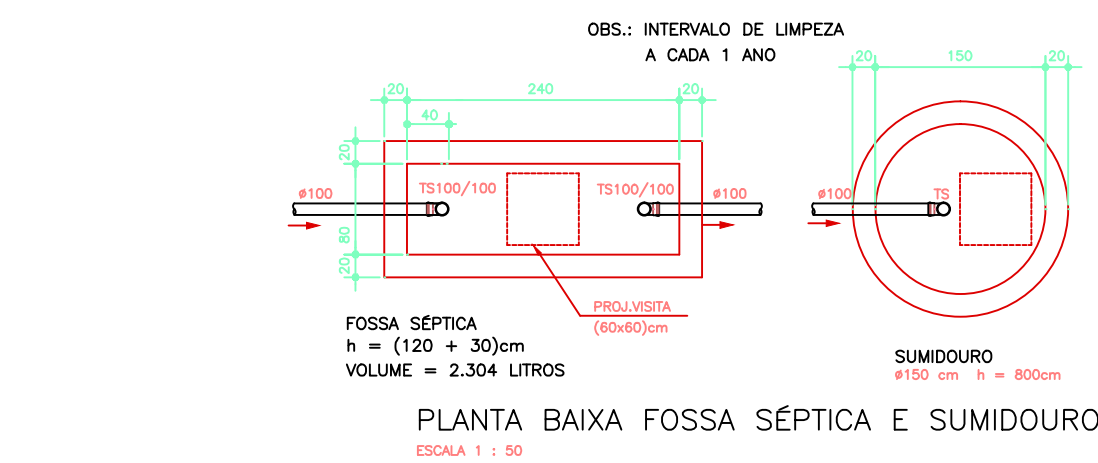 OBS.: INTERVALO DE LIMPEZA
A CADA 1 ANO
20 240 20
40
20
80
20
ø100
TS100/100
TS100/100
ø100
PROJ.VISITA
(60x60)cm
FOSSA SÉPTICA
h = (120 + 30)cm
VOLUME = 2.304 LITROS
20 150 20
ø100
TS
SUMIDOURO
ø150 cm h = 800cm
PLANTA BAIXA FOSSA SÉPTICA E SUMIDOURO
ESCALA 1 : 50